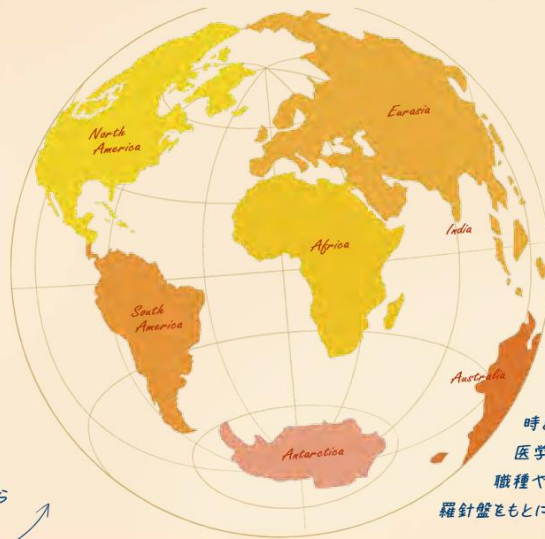 North
America
Eurasia
India
Africa
South
America
Australia
Antarctica
医学
職種や
羅針盤をもとに